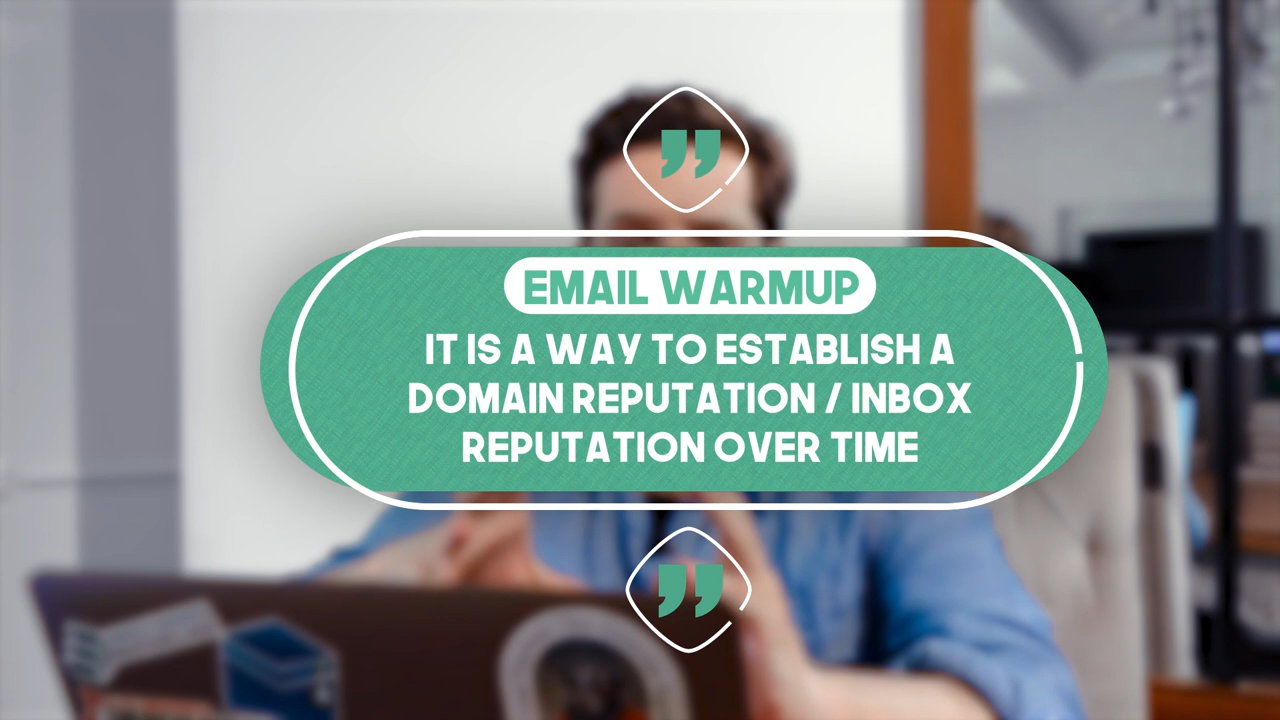 EMAIL WARMUP
IT IS A WAY TO ESTABLISH A
DOMAIN REPUTATION / INBOX
REPUTATION OVER TIME